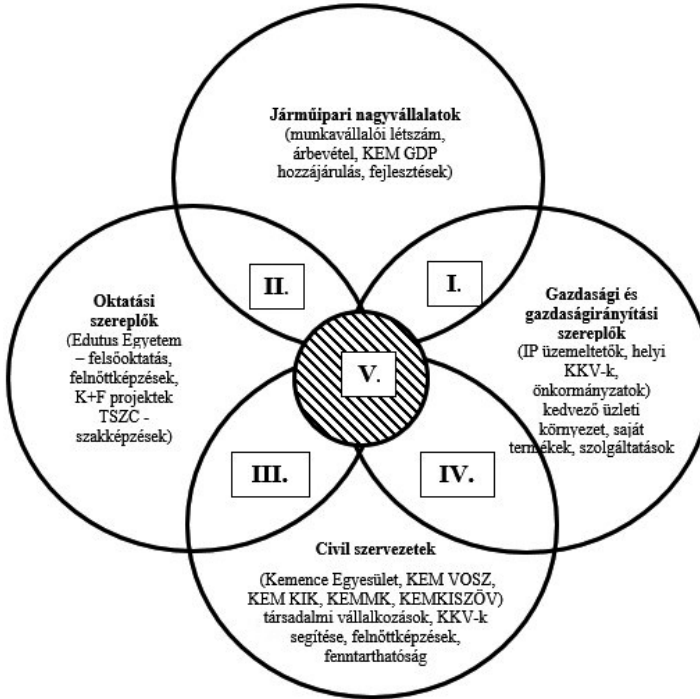 Járműipari nagyvállalatok
(munkavállalói létszám,
árbevétel, KEM GDP
hozzájárulás, fejlesztések)
II.
I.
Oktatási
szereplők
(Edutus Egyetem
– felsőoktatás,
felnőttképzések,
K+F projektek
TSZC -
szakképzések)
Gazdasági és
gazdaságirányítási
szereplők
(IP üzemeltetők, helyi
KKV-k,
önkormányzatok)
kedvező üzleti
környezet, saját
termékek, szolgáltatások
V.
III.
IV.
Civil szervezetek
(Kemence Egyesület, KEM VOSZ,
KEM KIK, KEMMK, KEMKISZÖV)
társadalmi vállalkozások, KKV-k
segítése, felnőttképzések,
fenntarthatóság